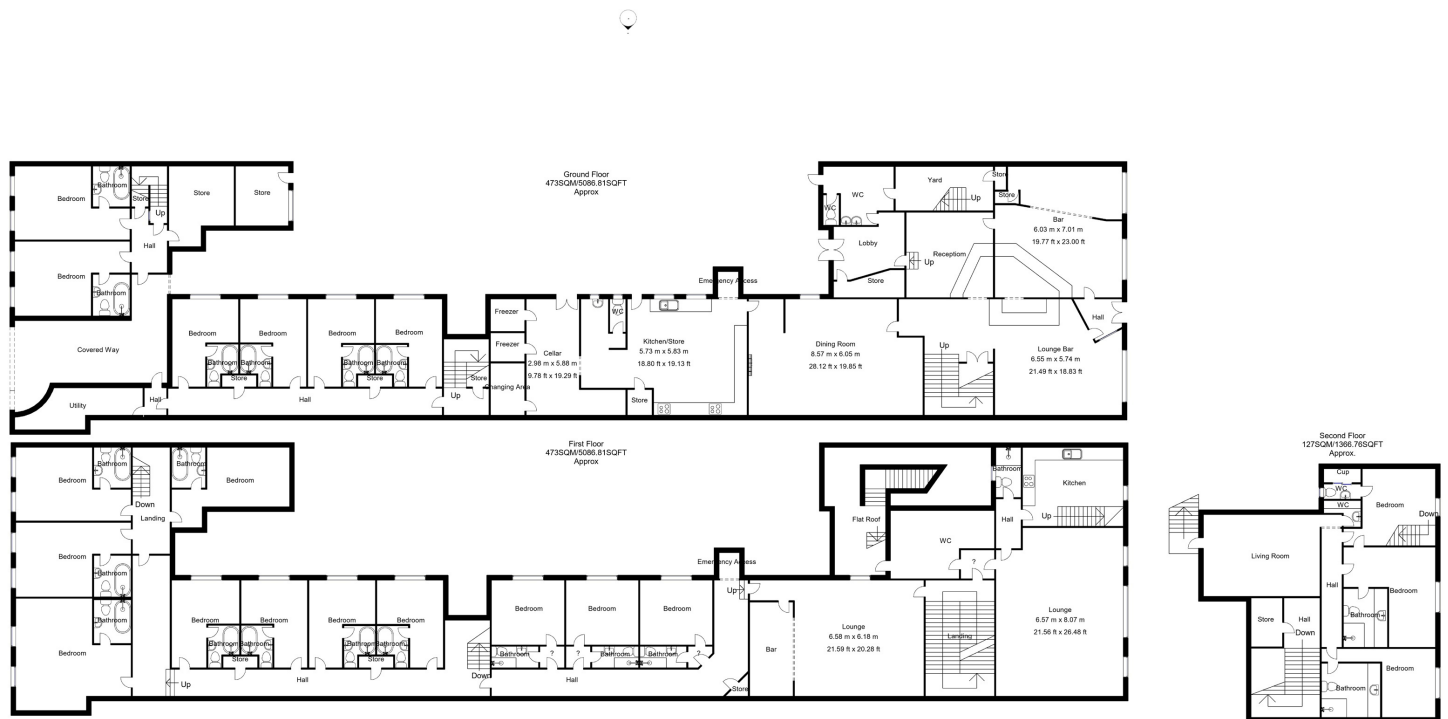 Ground Floor
473SQM/5086.81SQFT
Approx
Bedroom
Bathroom
Store
Up
Store
Store
Hall
Bedroom
Bathroom
Covered Way
Utility
Hall
Bedroom
Bedroom
Bedroom
Bedroom
Bathroom
Bathroom
Bathroom
Bathroom
Store
Store
Hall
Store
Up
Freezer
Freezer
Changing Area
Cellar
2.98 m x 5.88 m
9.78 ft x 19.29 ft
WC
Kitchen/Store
5.73 m x 5.83 m
18.80 ft x 19.13 ft
Store
Emergency Access
Dining Room
8.57 m x 6.05 m
28.12 ft x 19.85 ft
WC
WC
Yard
Up
Store
Store
Lobby
Store
Reception
Up
Bar
6.03 m x 7.01 m
19.77 ft x 23.00 ft
Hall
Up
Lounge Bar
6.55 m x 5.74 m
21.49 ft x 18.83 ft
First Floor
473SQM/5086.81SQFT
Approx
Bedroom
Bathroom
Down
Bathroom
Bedroom
Landing
Bedroom
Bathroom
Bathroom
Bedroom
Up
Bedroom
Bedroom
Bedroom
Bedroom
Bathroom
Bathroom
Bathroom
Bathroom
Store
Store
Hall
Down
Bedroom
Bedroom
Bedroom
Bathroom
?
?
Bathroom
Bathroom
?
Hall
Store
Emergency Access
Up
Bar
Lounge
6.58 m x 6.18 m
21.59 ft x 20.28 ft
Flat Roof
WC
?
Landing
Bathroom
Hall
Kitchen
Up
Lounge
6.57 m x 8.07 m
21.56 ft x 26.48 ft
Second Floor
127SQM/1366.76SQFT
Approx.
Cup
WC
WC
Bedroom
Down
Living Room
Hall
Bedroom
Bathroom
Store
Hall
Down
Bedroom
Bathroom